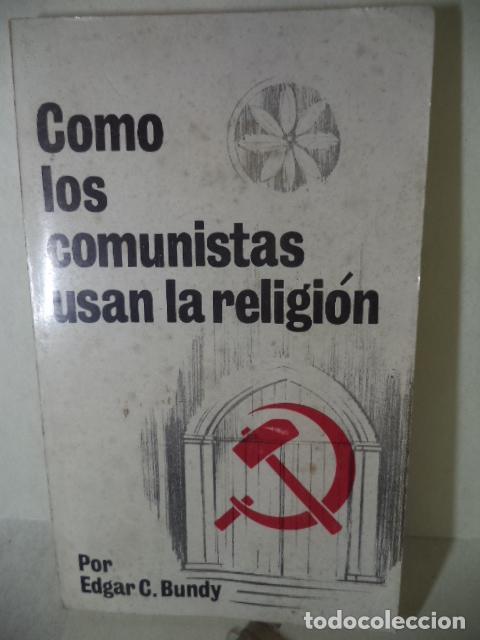 Como
los
comunistas
usan la religión
Por
Edgar C. Bundy
todocoleccion